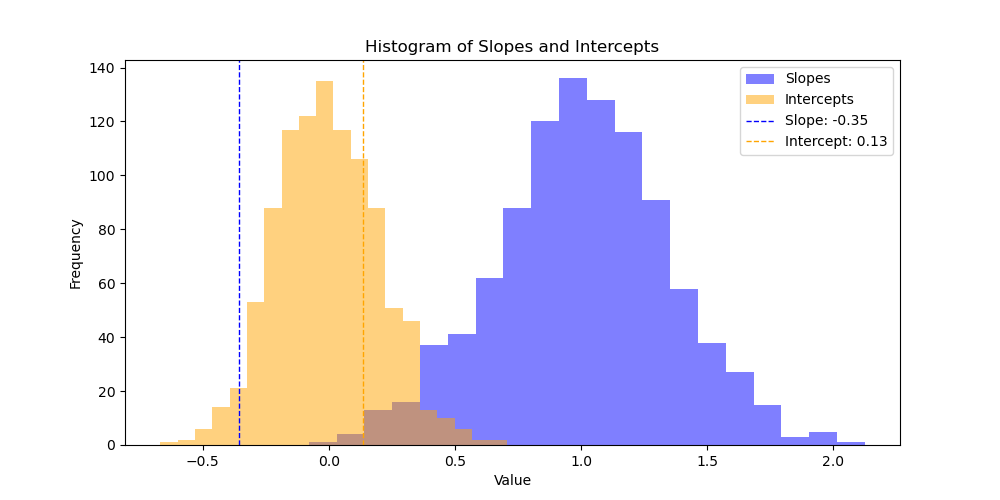 Histogram of Slopes and Intercepts
140
120
100
80
60
40
20
0
Frequency
−0.5
0.0
0.5
1.0
1.5
2.0
Value
Slopes
Intercepts
Slope: -0.35
Intercept: 0.13